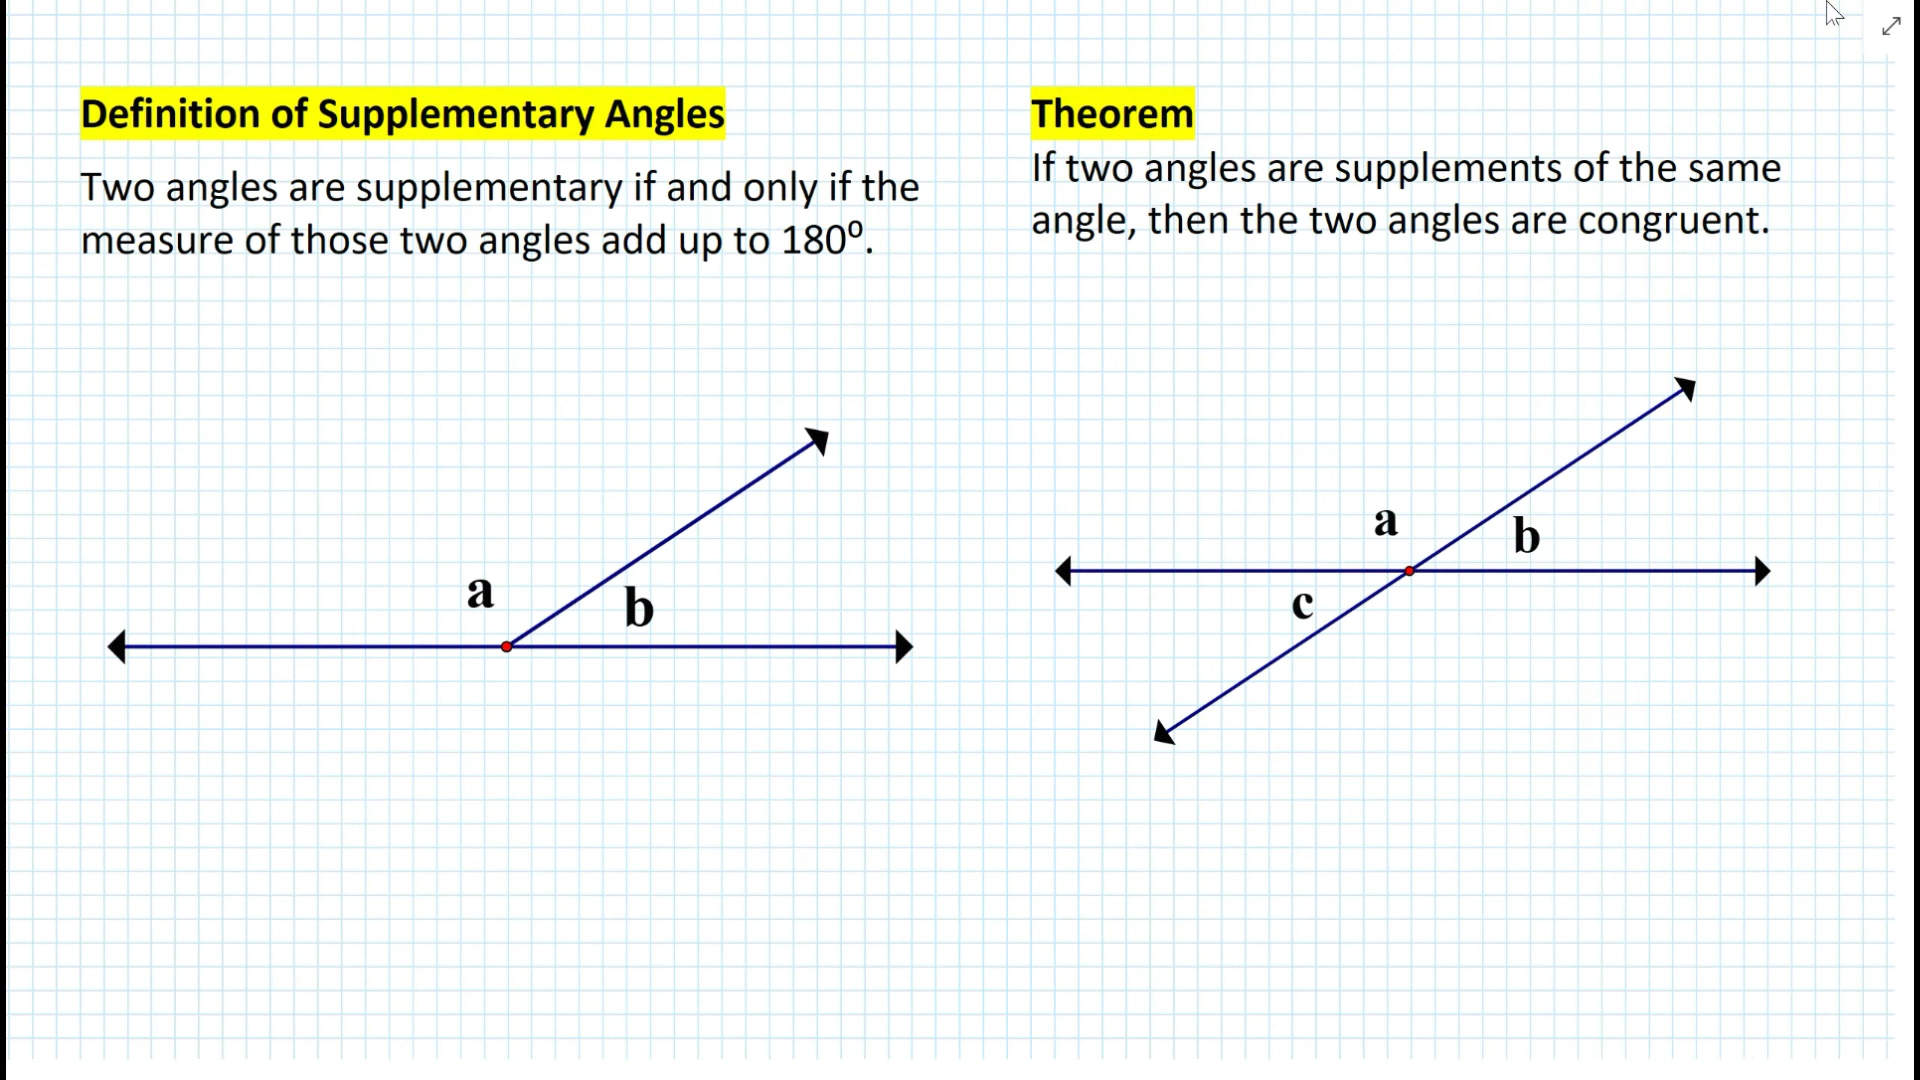 Definition of Supplementary Angles
Two angles are supplementary if and only if the
measure of those two angles add up to 180⁰.
a
b
Theorem
If two angles are supplements of the same
angle, then the two angles are congruent.
a
b
c